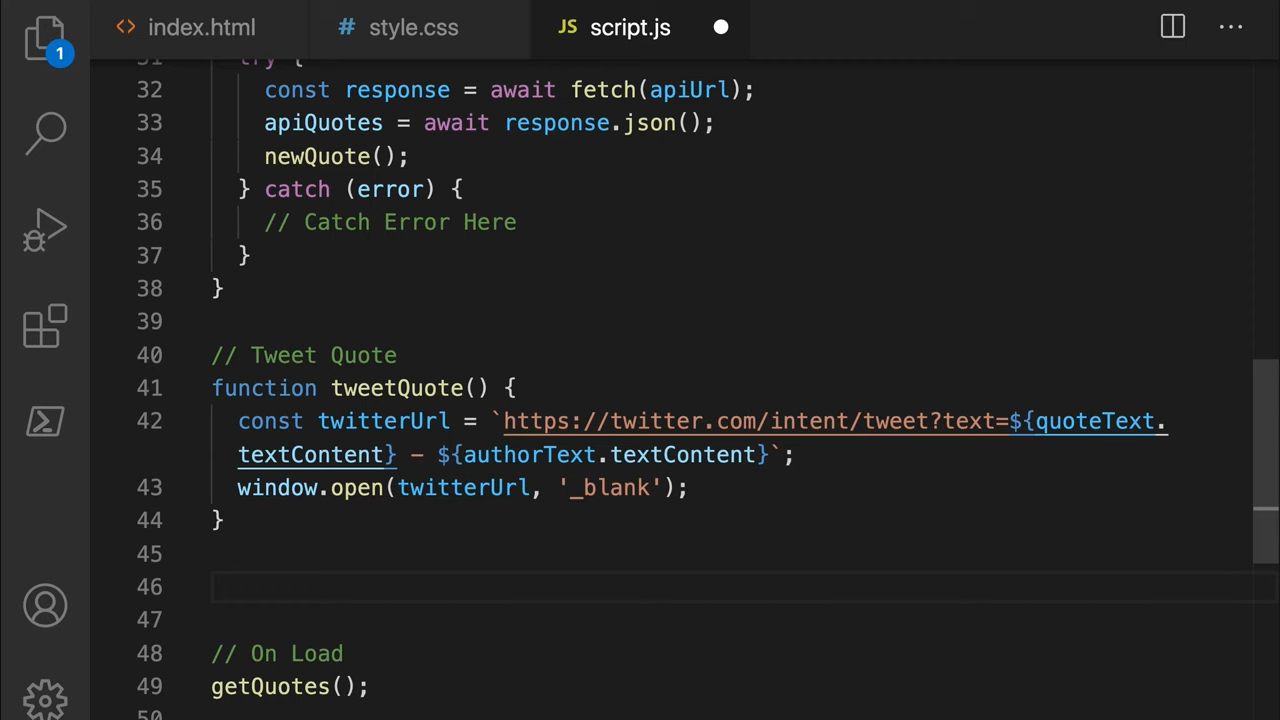 index.html
# style.css
JS script.js
1
31 try {
32 const response = await fetch(apiUrl);
33 apiQuotes = await response.json();
34 newQuote();
35 } catch (error) {
36 // Catch Error Here
37 }
38 }
39
40 // Tweet Quote
41 function tweetQuote() {
42 const twitterUrl = `https://twitter.com/intent/tweet?text=${quoteText.
textContent} - ${authorText.textContent}`;
43 window.open(twitterUrl, '_blank');
44 }
45
46
47
48 // On Load
49 getQuotes();
50